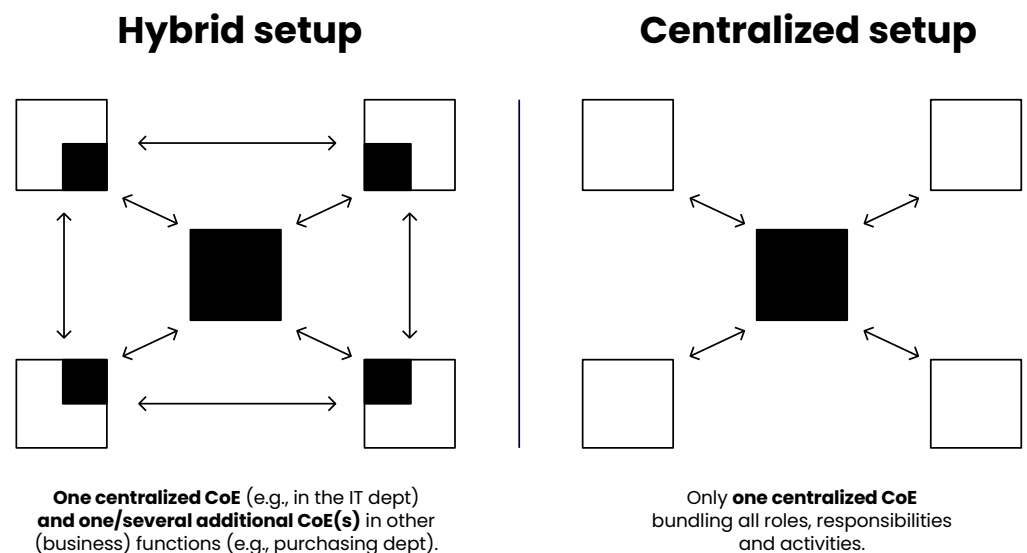 Hybrid setup
Centralized setup
One centralized CoE (e.g., in the IT dept)
and one/several additional CoE(s) in other
(business) functions (e.g., purchasing dept).
Only one centralized CoE
bundling all roles, responsibilities
and activities.